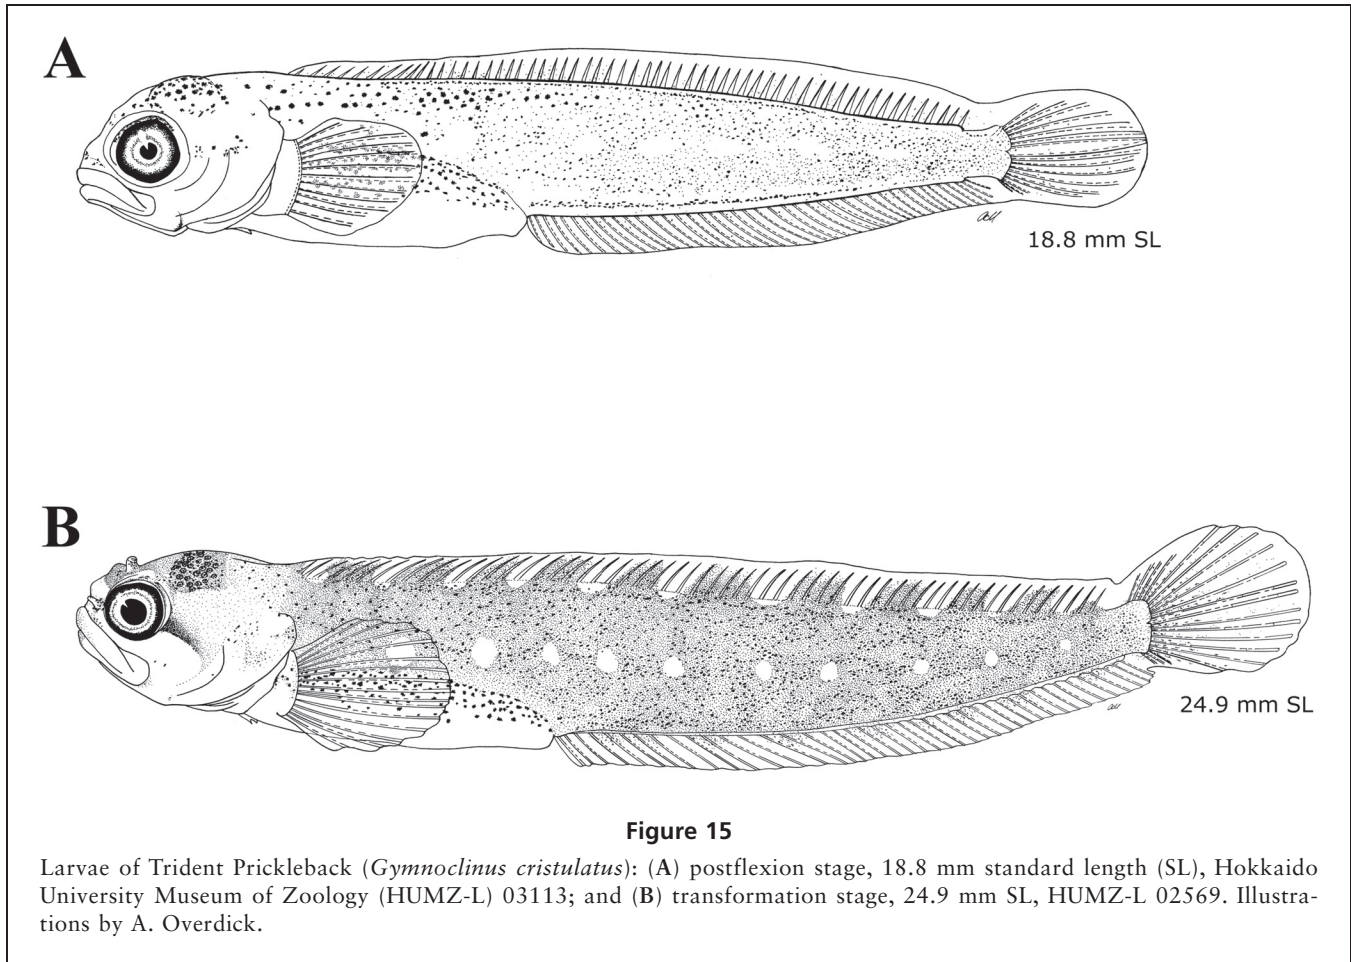 A
18.8 mm SL
B
24.9 mm SL
Figure 15
Larvae of Trident Prickleback (Gymnoclinus cristulatus): (A) postflexion stage, 18.8 mm standard length (SL), Hokkaido
University Museum of Zoology (HUMZ-L) 03113; and (B) transformation stage, 24.9 mm SL, HUMZ-L 02569. Illustra-
tions by A. Overdick.